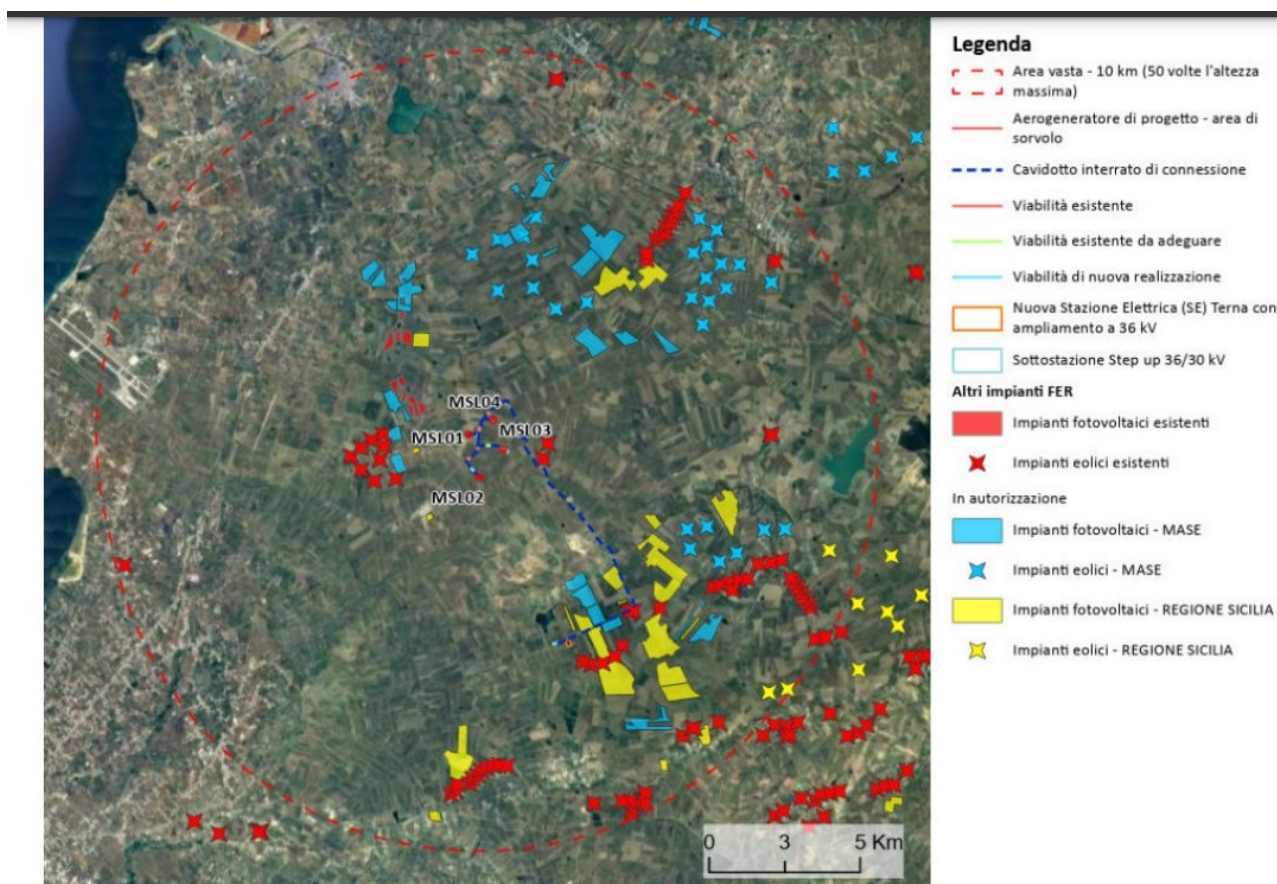 Legenda
Area vasta - 10 km (50 volte l'altezza
massima)
Aerogeneratore di progetto - area di
sorvolo
Cavidotto interrato di connessione
Viabilità esistente
Viabilità esistente da adeguare
Viabilità di nuova realizzazione
Nuova Stazione Elettrica (SE) Terna con
ampliamento a 36 kV
Sottostazione Step up 36/30 kV
Altri impianti FER
Impianti fotovoltaici esistenti
Impianti eolici esistenti
In autorizzazione
Impianti fotovoltaici - MASE
Impianti eolici - MASE
Impianti fotovoltaici - REGIONE SICILIA
Impianti eolici - REGIONE SICILIA
MSL04
MSL01
MSL03
MSL02
0 3 5 Km